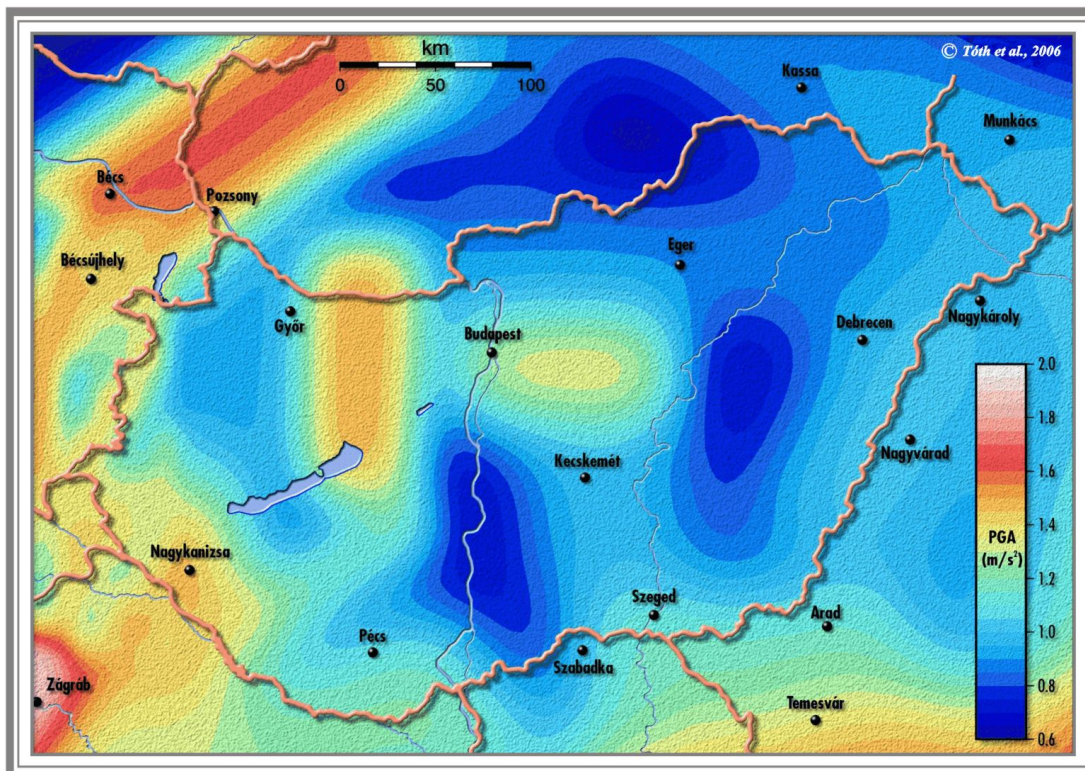 © Tóth et al., 2006
km
0 50 100
Kassa
Munkács
Bécs
Pozsony
Eger
Bécsújhely
Győr
Budapest
Debrecen
Nagykároly
Nagyvárad
Kecskemét
Nagykanizsa
Szeged
Arad
Pécs
Szabadka
Zágráb
Temesvár
PGA
(m/s²)
2.0
1.8
1.6
1.4
1.2
1.0
0.8
0.6